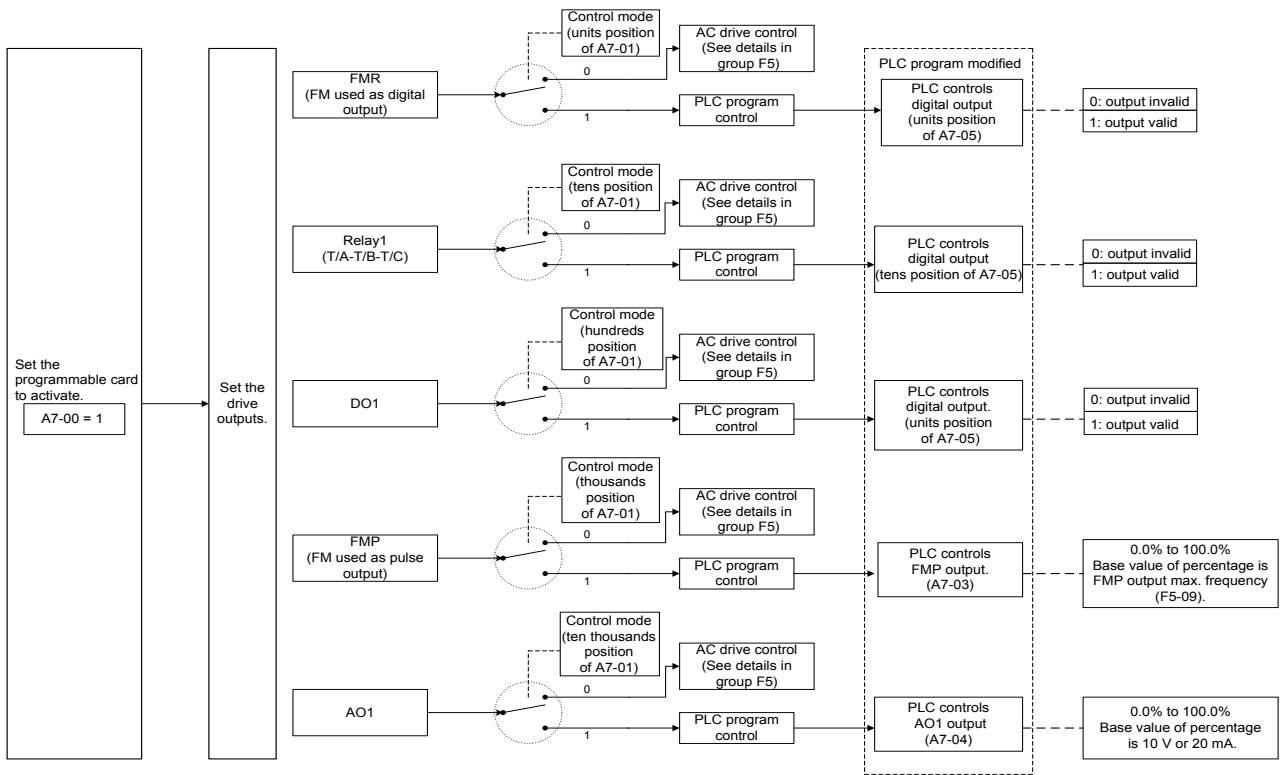 Set the
programmable card
to activate.
A7-00 = 1
Set the
drive
outputs.
FMR
(FM used as digital
output)
Control mode
(units position
of A7-01)
0
1
AC drive control
(See details in
group F5)
PLC program
control
PLC program modified
PLC controls
digital output
(units position
of A7-05)
0: output invalid
1: output valid
Relay1
(T/A-T/B-T/C)
Control mode
(tens position
of A7-01)
0
1
AC drive control
(See details in
group F5)
PLC program
control
PLC controls
digital output
(tens position of A7-05)
0: output invalid
1: output valid
DO1
Control mode
(hundreds
position
of A7-01)
0
1
AC drive control
(See details in
group F5)
PLC program
control
PLC controls
digital output.
(units position
of A7-05)
0: output invalid
1: output valid
FMP
(FM used as pulse
output)
Control mode
(thousands
position
of A7-01)
0
1
AC drive control
(See details in
group F5)
PLC program
control
PLC controls
FMP output.
(A7-03)
0.0% to 100.0%
Base value of percentage is
FMP output max. frequency
(F5-09).
AO1
Control mode
(ten thousands
position
of A7-01)
0
1
AC drive control
(See details in
group F5)
PLC program
control
PLC controls
AO1 output
(A7-04)
0.0% to 100.0%
Base value of percentage
is 10 V or 20 mA.